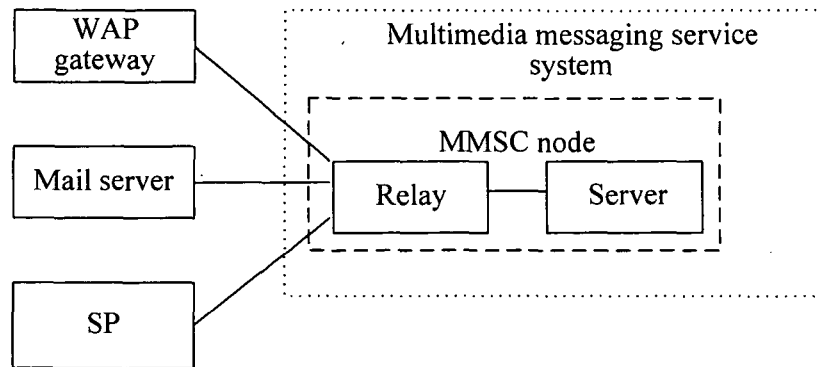 WAP
gateway
Multimedia messaging service
system
MMSC node
Mail server
Relay
Server
SP